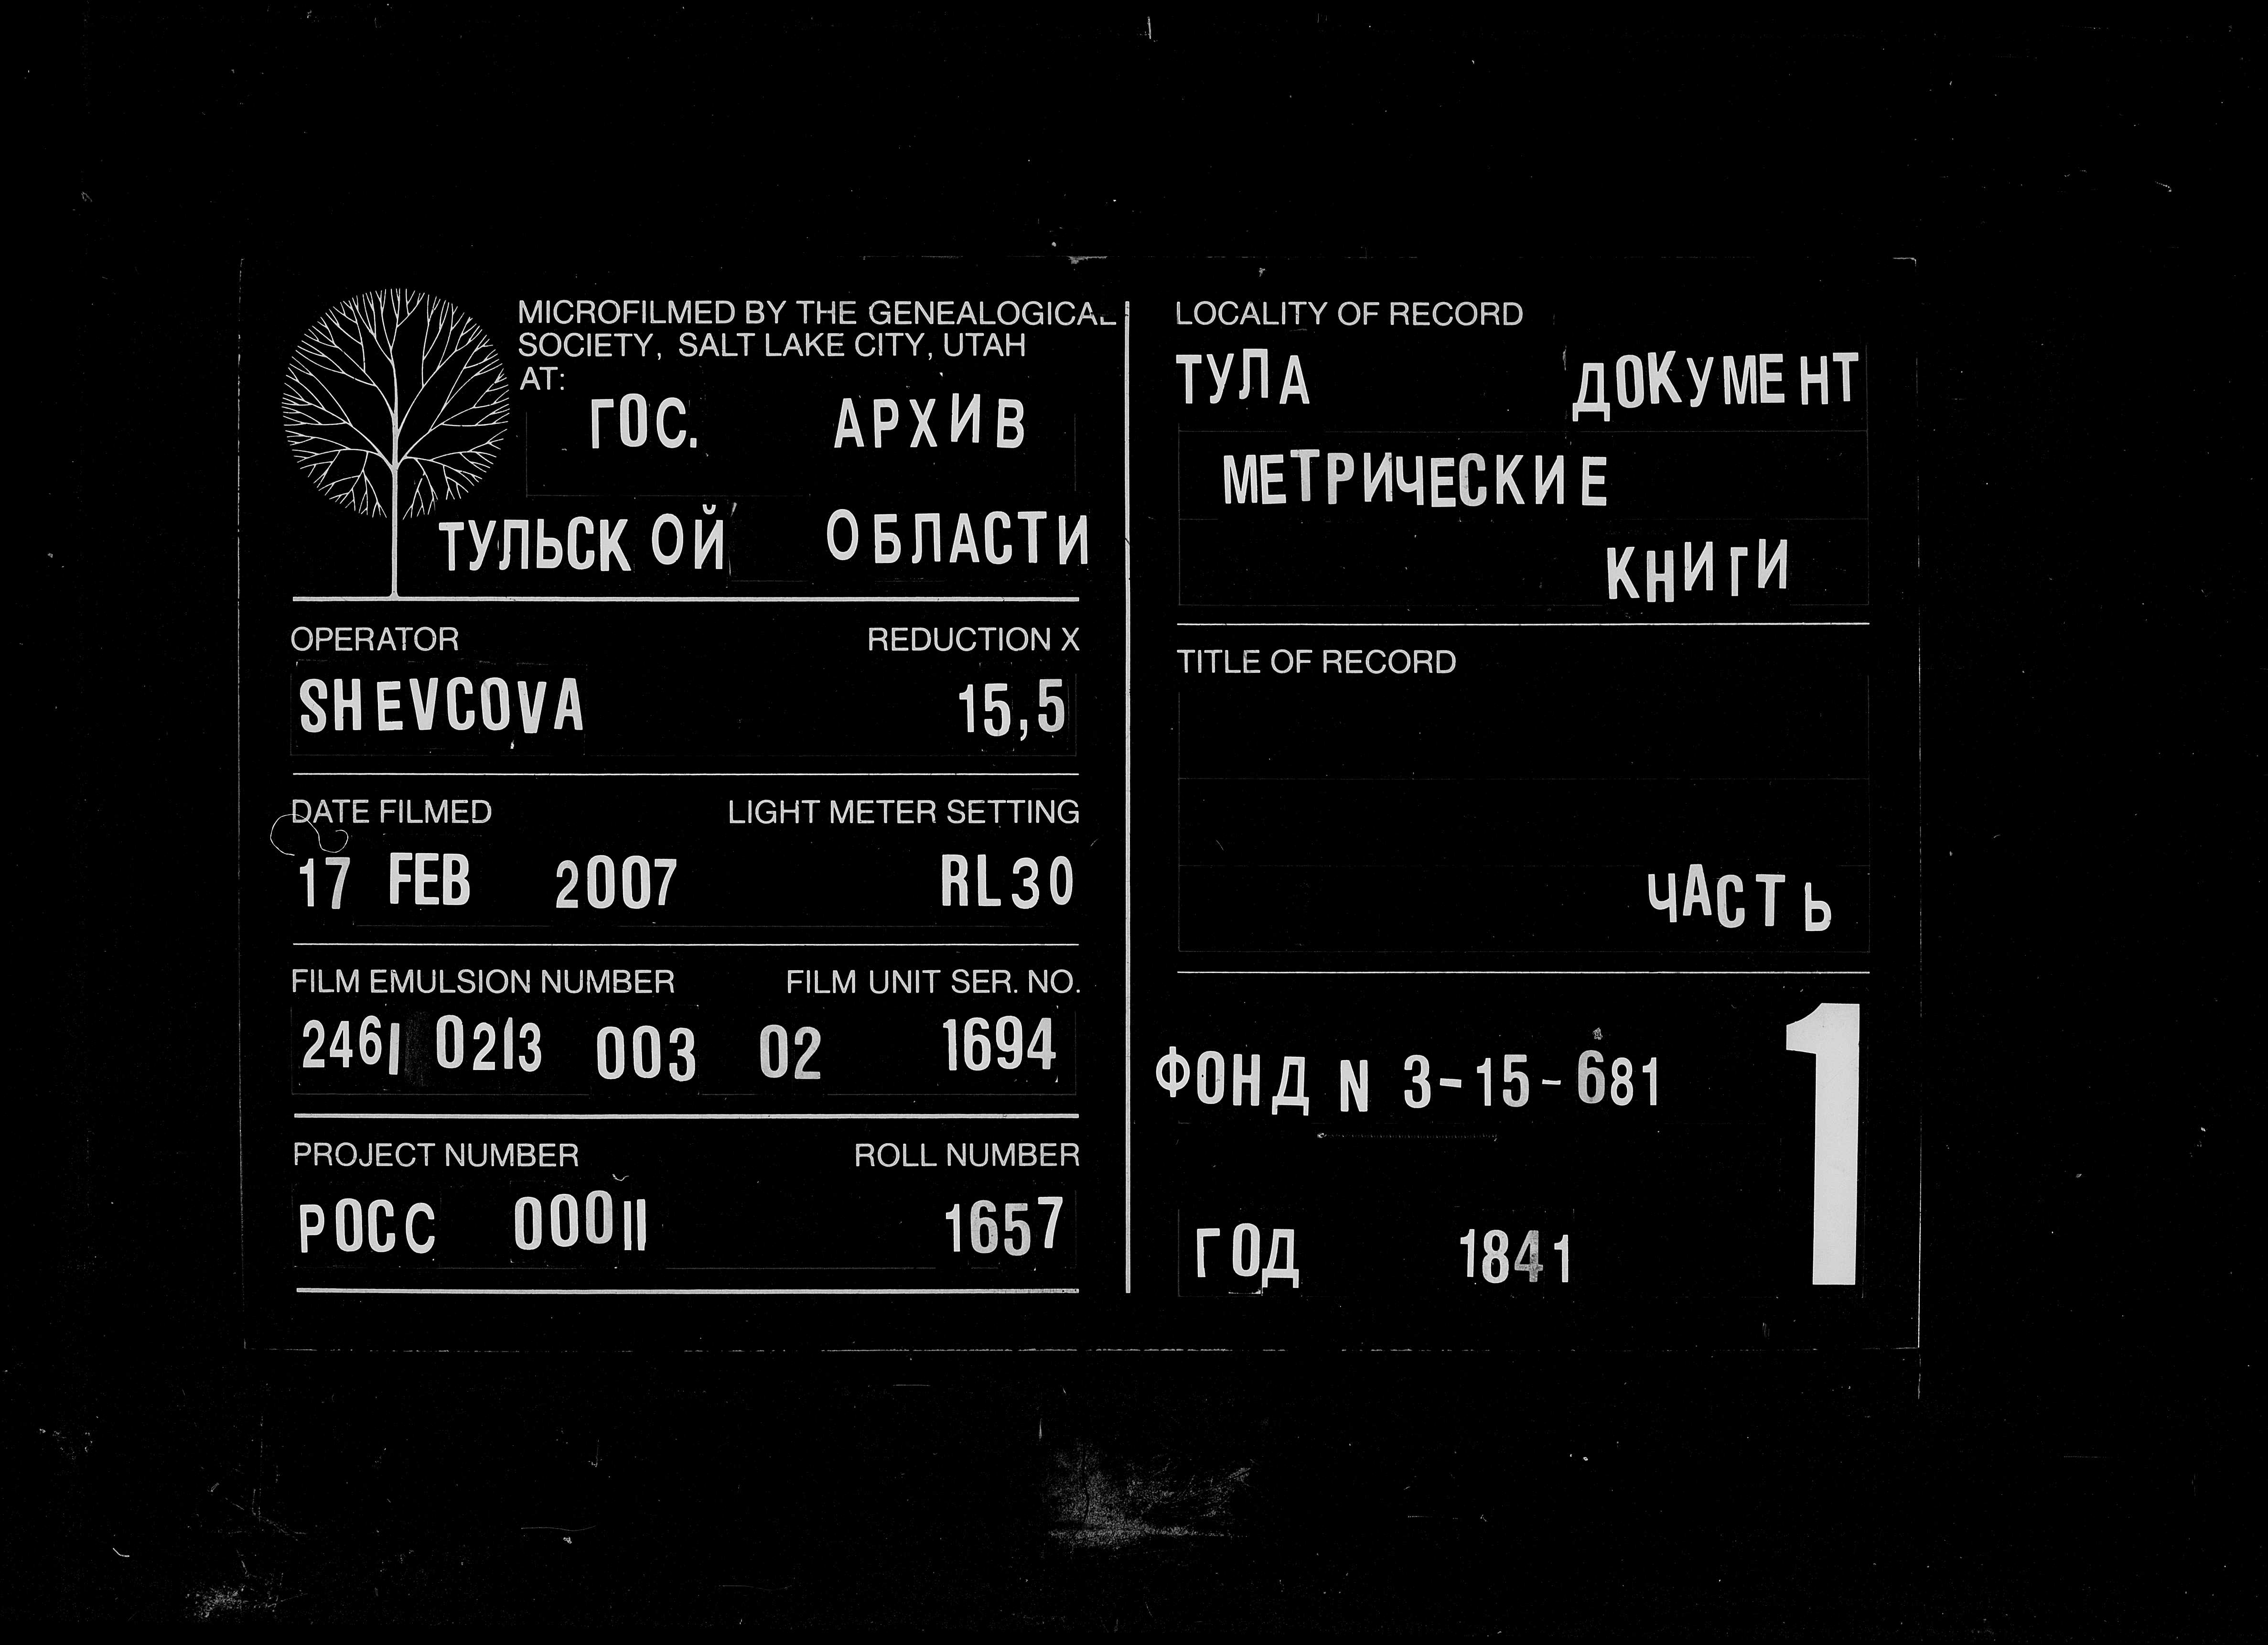 MICROFILMED BY THE GENEALOGICAL
SOCIETY, SALT LAKE CITY, UTAH
AT:
ГОС. АРХИВ
ТУЛЬСКОЙ ОБЛАСТИ
OPERATOR REDUCTION X
SHEVCOVA 15,5
DATE FILMED LIGHT METER SETTING
17 FEB 2007 RL30
FILM EMULSION NUMBER FILM UNIT SER. NO.
2461 0213 003 02 1694
PROJECT NUMBER ROLL NUMBER
РОСС 00011 1657
LOCALITY OF RECORD
ТУЛА ДОКУМЕНТ
МЕТРИЧЕСКИЕ
КНИГИ
TITLE OF RECORD
ЧАСТЬ
1
ФОНД N 3-15-681
ГОД 1841